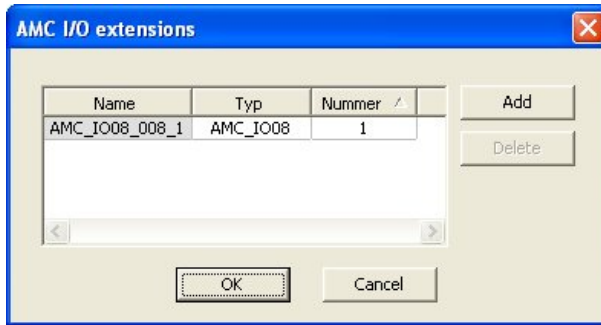 AMC I/O extensions
Name Typ Nummer
AMC_IO08_008_1 AMC_IO08 1
Add
Delete
OK Cancel